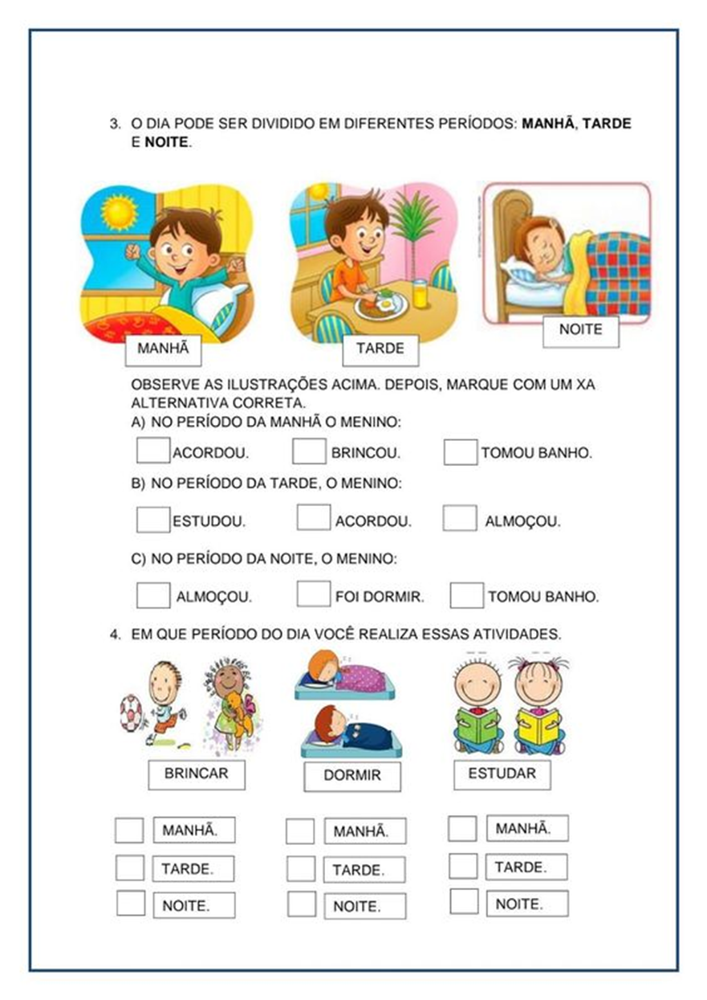 3. O DIA PODE SER DIVIDIDO EM DIFERENTES PERÍODOS: MANHÃ, TARDE
E NOITE.
MANHÃ
TARDE
NOITE
OBSERVE AS ILUSTRAÇÕES ACIMA. DEPOIS, MARQUE COM UM XA
ALTERNATIVA CORRETA.
A) NO PERÍODO DA MANHÃ O MENINO:
ACORDOU. BRINCOU. TOMOU BANHO.
B) NO PERÍODO DA TARDE, O MENINO:
ESTUDOU. ACORDOU. ALMOÇOU.
C) NO PERÍODO DA NOITE, O MENINO:
ALMOÇOU. FOI DORMIR. TOMOU BANHO.
4. EM QUE PERÍODO DO DIA VOCÊ REALIZA ESSAS ATIVIDADES.
BRINCAR DORMIR ESTUDAR
MANHÃ. MANHÃ. MANHÃ.
TARDE. TARDE. TARDE.
NOITE. NOITE. NOITE.